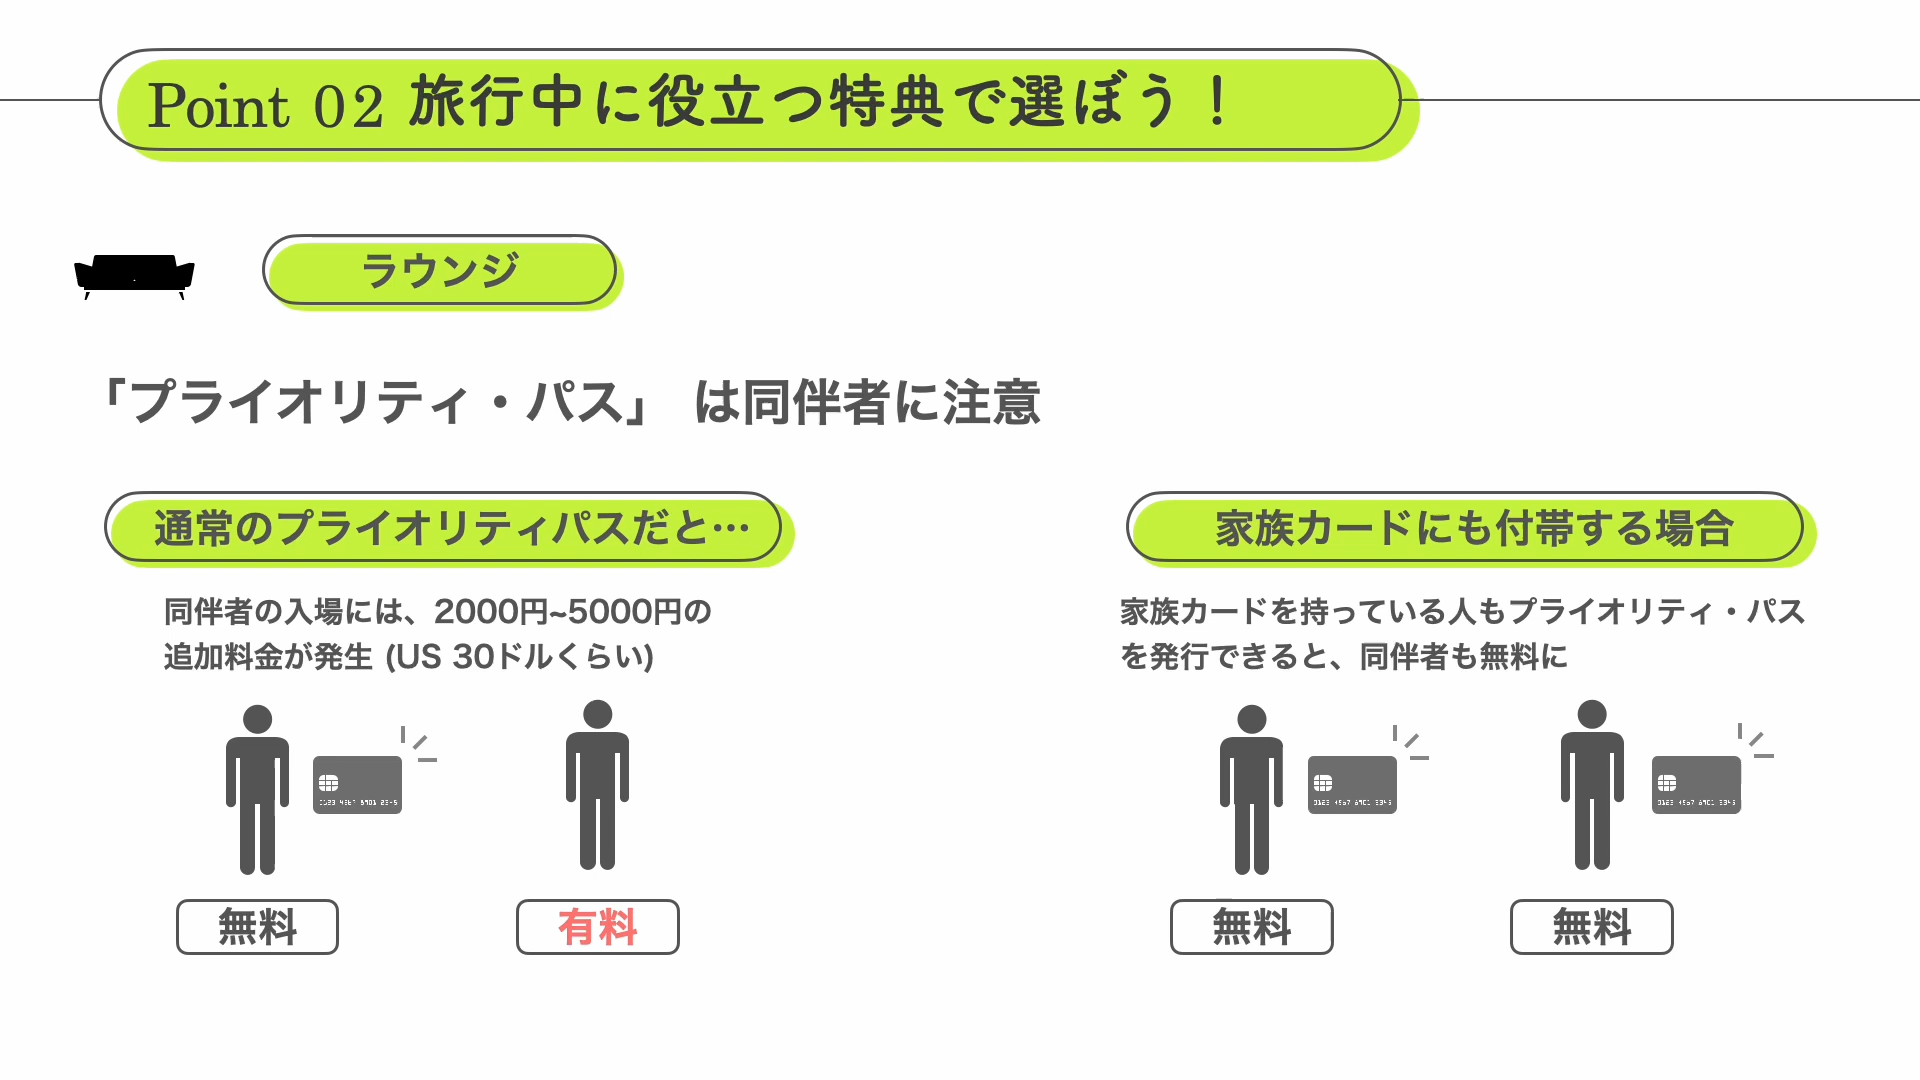 Point 02 旅行中に役立つ特典で選ぼう！
ラウンジ
「プライオリティ・パス」 は同伴者に注意
通常のプライオリティパスだと…
同伴者の入場には、2000円~5000円の
追加料金が発生 (US 30ドルくらい)
無料
有料
家族カードにも付帯する場合
家族カードを持っている人もプライオリティ・パス
を発行できると、同伴者も無料に
無料
無料